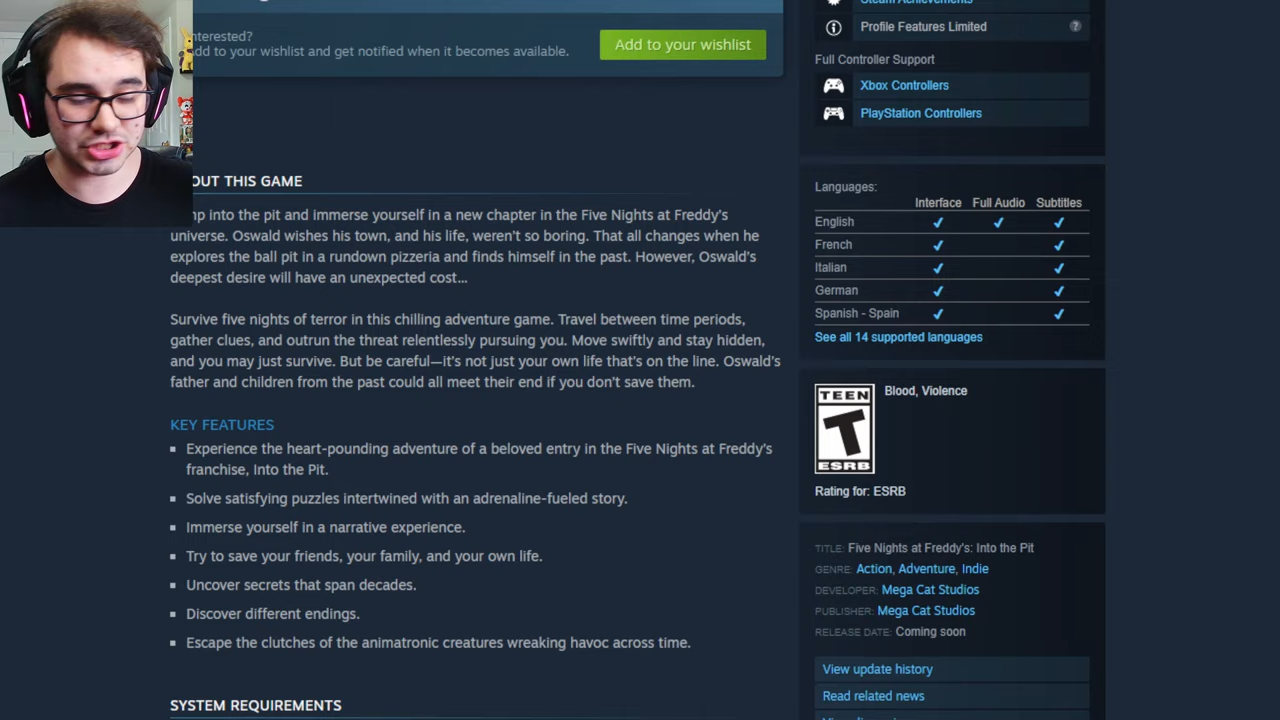 nterested?
dd to your wishlist and get notified when it becomes available.
Add to your wishlist
OUT THIS GAME
p into the pit and immerse yourself in a new chapter in the Five Nights at Freddy's
universe. Oswald wishes his town, and his life, weren't so boring. That all changes when he
explores the ball pit in a rundown pizzeria and finds himself in the past. However, Oswald's
deepest desire will have an unexpected cost...
Survive five nights of terror in this chilling adventure game. Travel between time periods,
gather clues, and outrun the threat relentlessly pursuing you. Move swiftly and stay hidden,
and you may just survive. But be careful—it's not just your own life that's on the line. Oswald's
father and children from the past could all meet their end if you don't save them.
KEY FEATURES
Experience the heart-pounding adventure of a beloved entry in the Five Nights at Freddy's
franchise, Into the Pit.
Solve satisfying puzzles intertwined with an adrenaline-fueled story.
Immerse yourself in a narrative experience.
Try to save your friends, your family, and your own life.
Uncover secrets that span decades.
Discover different endings.
Escape the clutches of the animatronic creatures wreaking havoc across time.
SYSTEM REQUIREMENTS
Steam Achievements
Profile Features Limited ?
Full Controller Support
Xbox Controllers
PlayStation Controllers
Languages:
Interface Full Audio Subtitles
English ✔ ✔ ✔
French ✔ ✔
Italian ✔ ✔
German ✔ ✔
Spanish - Spain ✔ ✔
See all 14 supported languages
TEEN
T
ESRB
Blood, Violence
Rating for: ESRB
TITLE: Five Nights at Freddy's: Into the Pit
GENRE: Action, Adventure, Indie
DEVELOPER: Mega Cat Studios
PUBLISHER: Mega Cat Studios
RELEASE DATE: Coming soon
View update history
Read related news